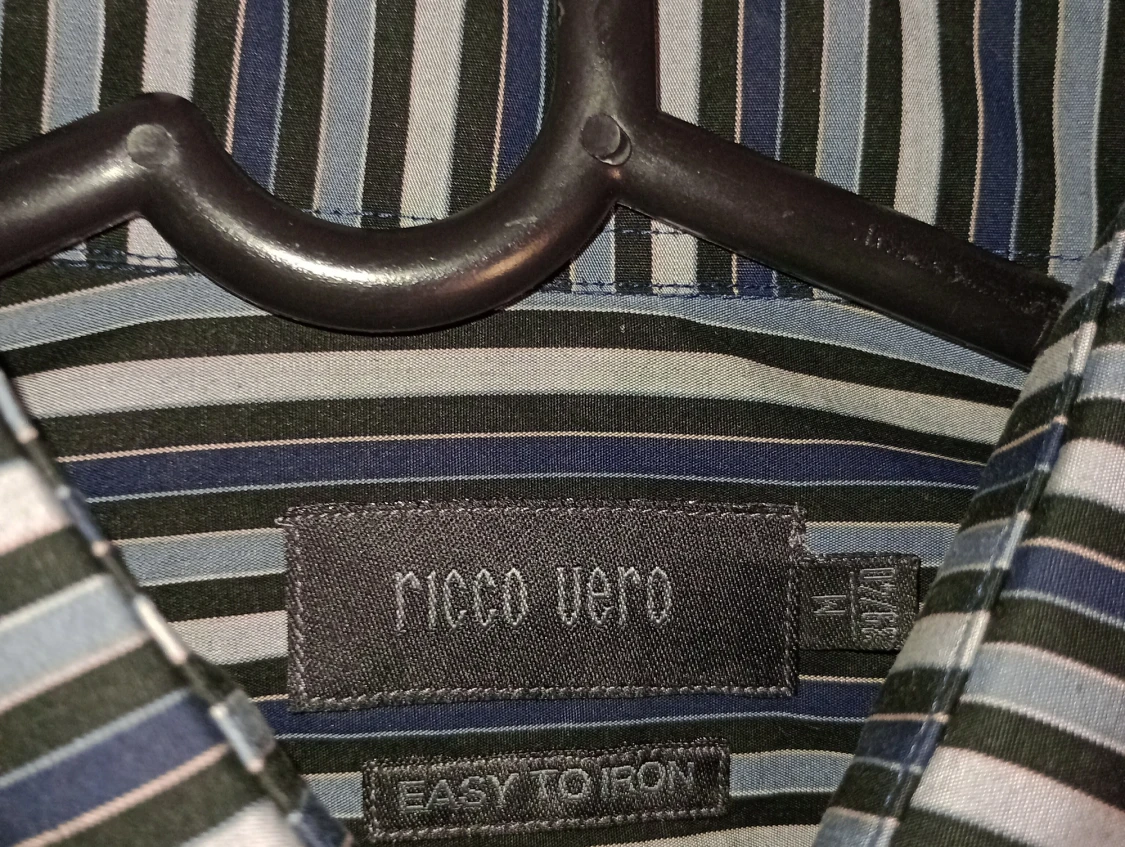 ricco vero
M
39/40
EASY TO IRON